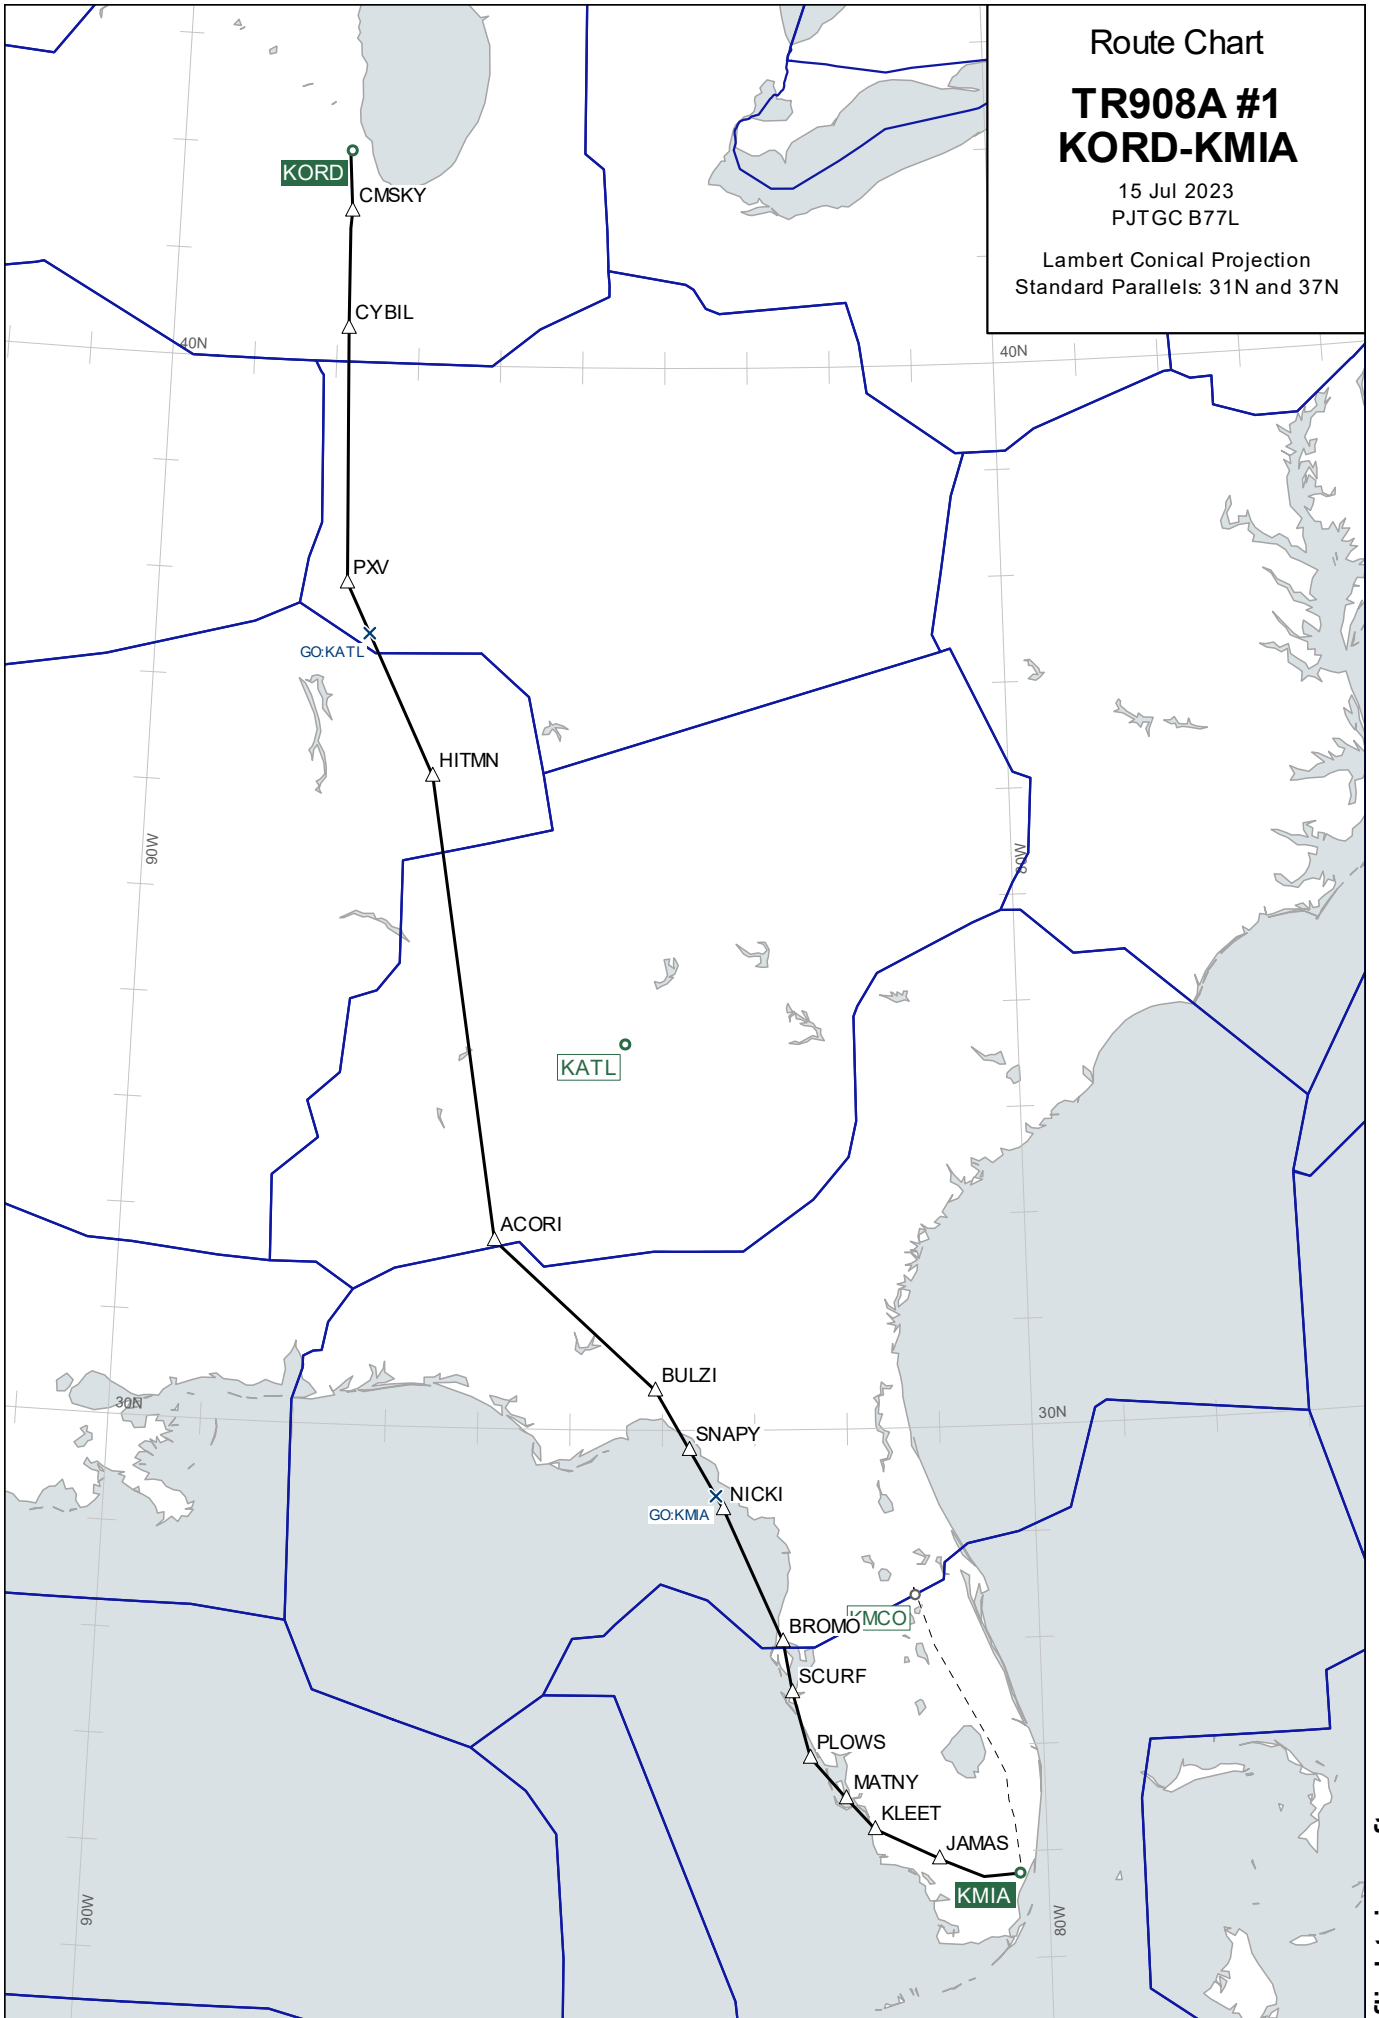 Route Chart
TR908A #1
KORD-KMIA
15 Jul 2023
PJTGC B77L
Lambert Conical Projection
Standard Parallels: 31N and 37N
KORD
CMSKY
CYBIL
40N
40N
PXV
GO:KATL
HITMN
90W
80W
KATL
ACORI
BULZI
30N
30N
SNAPY
NICKI
GO:KMIA
KMCO
BROMO
SCURF
PLOWS
MATNY
KLEET
JAMAS
KMIA
90W
80W